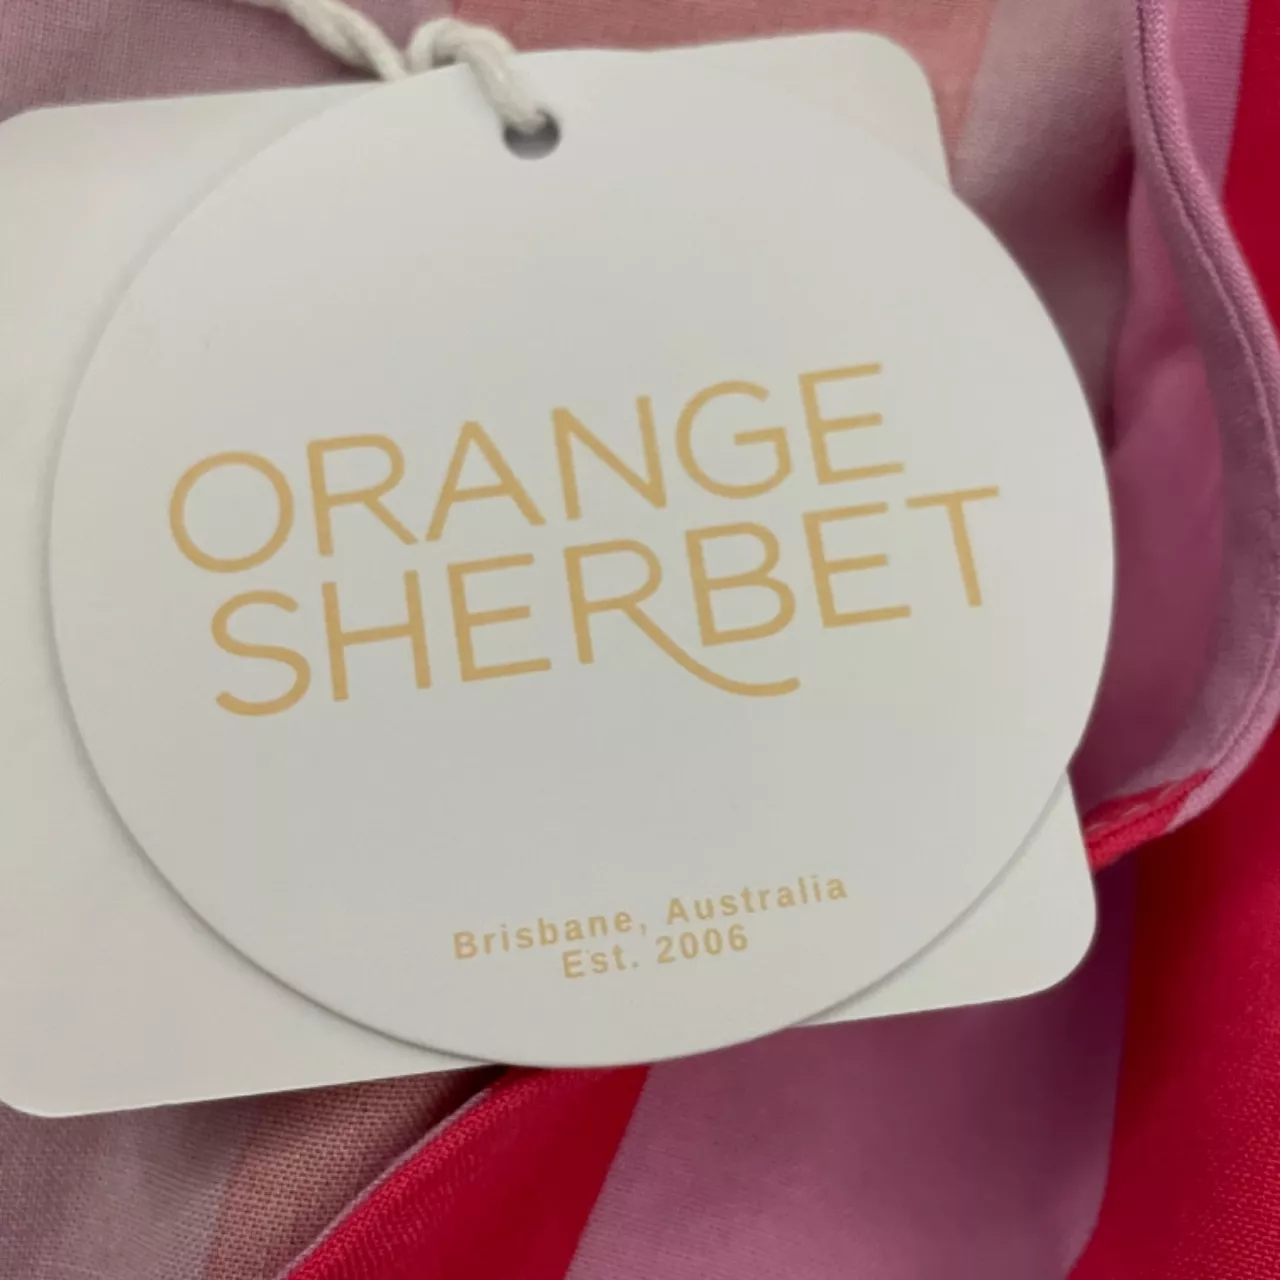 ORANGE
SHERBET
Brisbane, Australia
Est. 2006